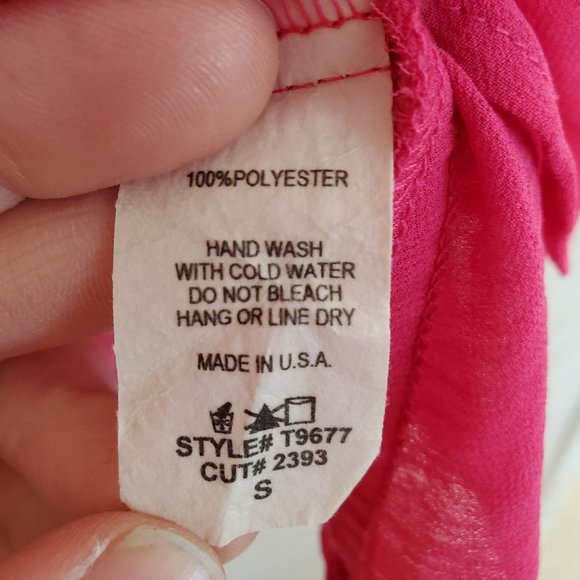 100%POLYESTER
HAND WASH
WITH COLD WATER
DO NOT BLEACH
HANG OR LINE DRY
MADE IN U.S.A.
STYLE# T9677
CUT# 2393
S